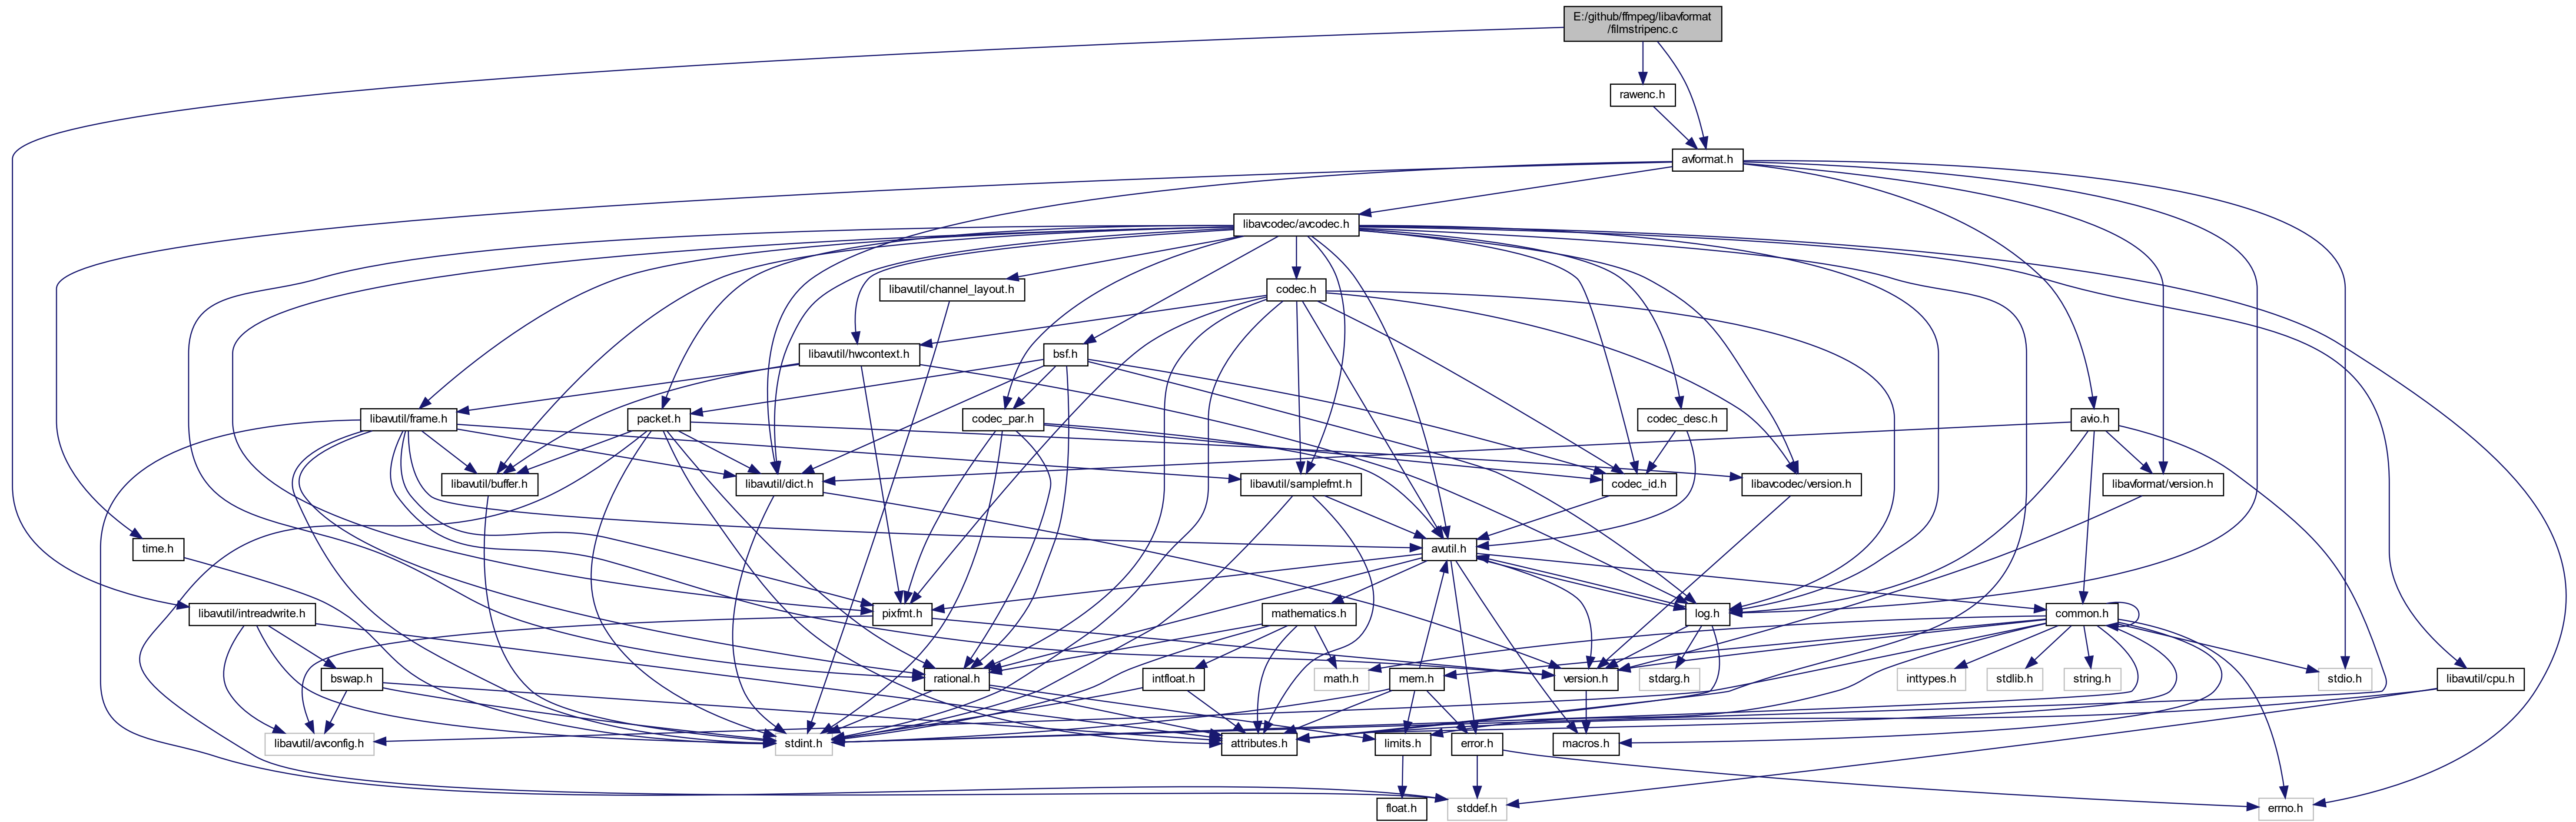 E:/github/ffmpeg/libavformat
/filmstripenc.c
rawenc.h
avformat.h
libavcodec/avcodec.h
libavutil/channel_layout.h
codec.h
libavutil/hwcontext.h
bsf.h
libavutil/frame.h
packet.h
codec_par.h
codec_desc.h
avio.h
libavutil/buffer.h
libavutil/dict.h
libavutil/samplefmt.h
codec_id.h
libavcodec/version.h
libavformat/version.h
time.h
avutil.h
libavutil/intreadwrite.h
pixfmt.h
mathematics.h
log.h
common.h
bswap.h
rational.h
intfloat.h
math.h
mem.h
version.h
stdarg.h
inttypes.h
stdlib.h
string.h
stdio.h
libavutil/cpu.h
libavutil/avconfig.h
stdint.h
attributes.h
limits.h
error.h
macros.h
float.h
stddef.h
errno.h